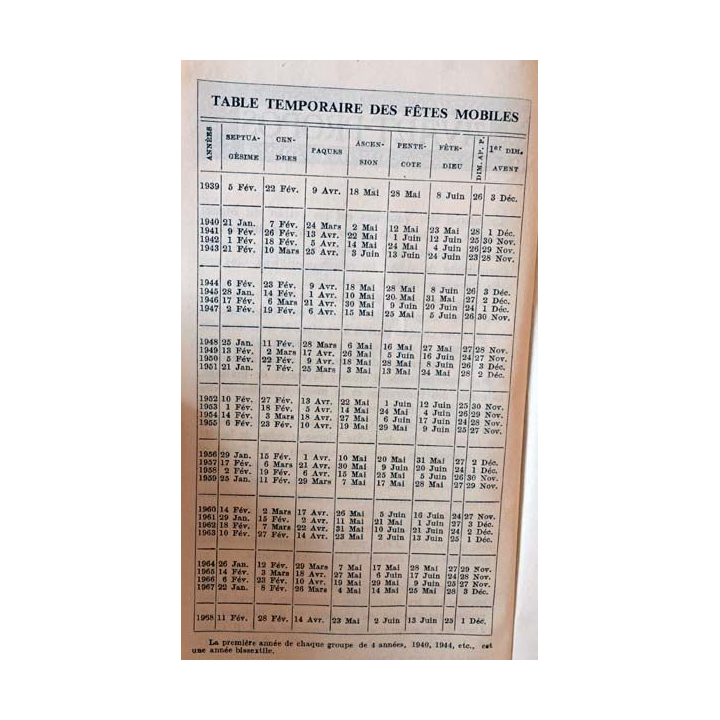 TABLE TEMPORAIRE DES FÊTES MOBILES
ANNÉES SEPTUA-GÉSIME CEN-DRES PAQUES ASCEN-SION PENTE-COTE FÊTE-DIEU DIM. AP. P. 1er DIM. AVENT
1939 5 Fév. 22 Fév. 9 Avr. 18 Mai 28 Mai 8 Juin 26 3 Déc.
1940 21 Jan. 7 Fév. 24 Mars 2 Mai 12 Mai 23 Mai 28 1 Déc.
1941 9 Fév. 26 Fév. 13 Avr. 22 Mai 1 Juin 12 Juin 25 30 Nov.
1942 1 Fév. 18 Fév. 5 Avr. 14 Mai 24 Mai 4 Juin 26 29 Nov.
1943 21 Fév. 10 Mars 25 Avr. 3 Juin 13 Juin 24 Juin 23 28 Nov.
1944 6 Fév. 23 Fév. 9 Avr. 18 Mai 28 Mai 8 Juin 26 3 Déc.
1945 28 Jan. 14 Fév. 1 Avr. 10 Mai 20 Mai 31 Mai 27 2 Déc.
1946 17 Fév. 6 Mars 21 Avr. 30 Mai 9 Juin 20 Juin 24 1 Déc.
1947 2 Fév. 19 Fév. 6 Avr. 15 Mai 25 Mai 5 Juin 26 30 Nov.
1948 25 Jan. 11 Fév. 28 Mars 6 Mai 16 Mai 27 Mai 27 28 Nov.
1949 13 Fév. 2 Mars 17 Avr. 26 Mai 5 Juin 16 Juin 24 27 Nov.
1950 5 Fév. 22 Fév. 9 Avr. 18 Mai 28 Mai 8 Juin 26 3 Déc.
1951 21 Jan. 7 Fév. 25 Mars 3 Mai 13 Mai 24 Mai 28 2 Déc.
1952 10 Fév. 27 Fév. 13 Avr. 22 Mai 1 Juin 12 Juin 25 30 Nov.
1953 1 Fév. 18 Fév. 5 Avr. 14 Mai 24 Mai 4 Juin 26 29 Nov.
1954 14 Fév. 3 Mars 18 Avr. 27 Mai 6 Juin 17 Juin 24 28 Nov.
1955 6 Fév. 23 Fév. 10 Avr. 19 Mai 29 Mai 9 Juin 25 27 Nov.
1956 29 Jan. 15 Fév. 1 Avr. 10 Mai 20 Mai 31 Mai 27 2 Déc.
1957 17 Fév. 6 Mars 21 Avr. 30 Mai 9 Juin 20 Juin 24 1 Déc.
1958 2 Fév. 19 Fév. 6 Avr. 15 Mai 25 Mai 5 Juin 26 30 Nov.
1959 25 Jan. 11 Fév. 29 Mars 7 Mai 17 Mai 28 Mai 27 29 Nov.
1960 14 Fév. 2 Mars 17 Avr. 26 Mai 5 Juin 16 Juin 24 27 Nov.
1961 29 Jan. 15 Fév. 2 Avr. 11 Mai 21 Mai 1 Juin 27 3 Déc.
1962 18 Fév. 7 Mars 22 Avr. 31 Mai 10 Juin 21 Juin 24 2 Déc.
1963 10 Fév. 27 Fév. 14 Avr. 23 Mai 2 Juin 13 Juin 25 1 Déc.
1964 26 Jan. 12 Fév. 29 Mars 7 Mai 17 Mai 28 Mai 27 29 Nov.
1965 14 Fév. 3 Mars 18 Avr. 27 Mai 6 Juin 17 Juin 24 28 Nov.
1966 6 Fév. 23 Fév. 10 Avr. 19 Mai 29 Mai 9 Juin 25 27 Nov.
1967 22 Jan. 8 Fév. 26 Mars 4 Mai 14 Mai 25 Mai 28 3 Déc.
1968 11 Fév. 28 Fév. 14 Avr. 23 Mai 2 Juin 13 Juin 25 1 Déc.
La première année de chaque groupe de 4 années, 1940, 1944, etc., est
une année bissextile.